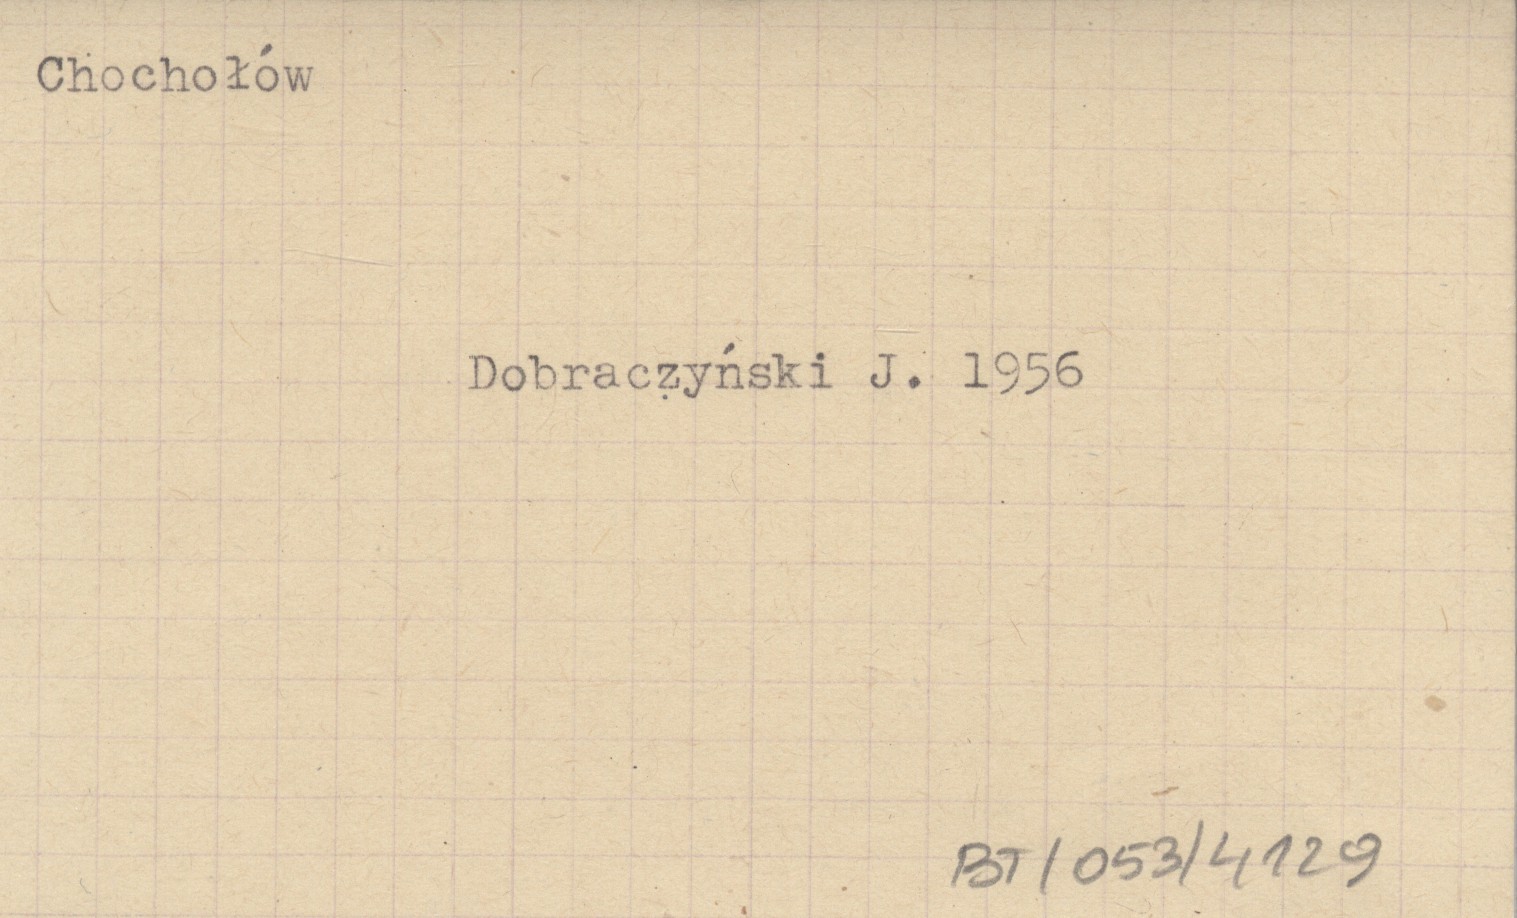 Chochołów
Dobraczyński J. 1956
BT/053/4129